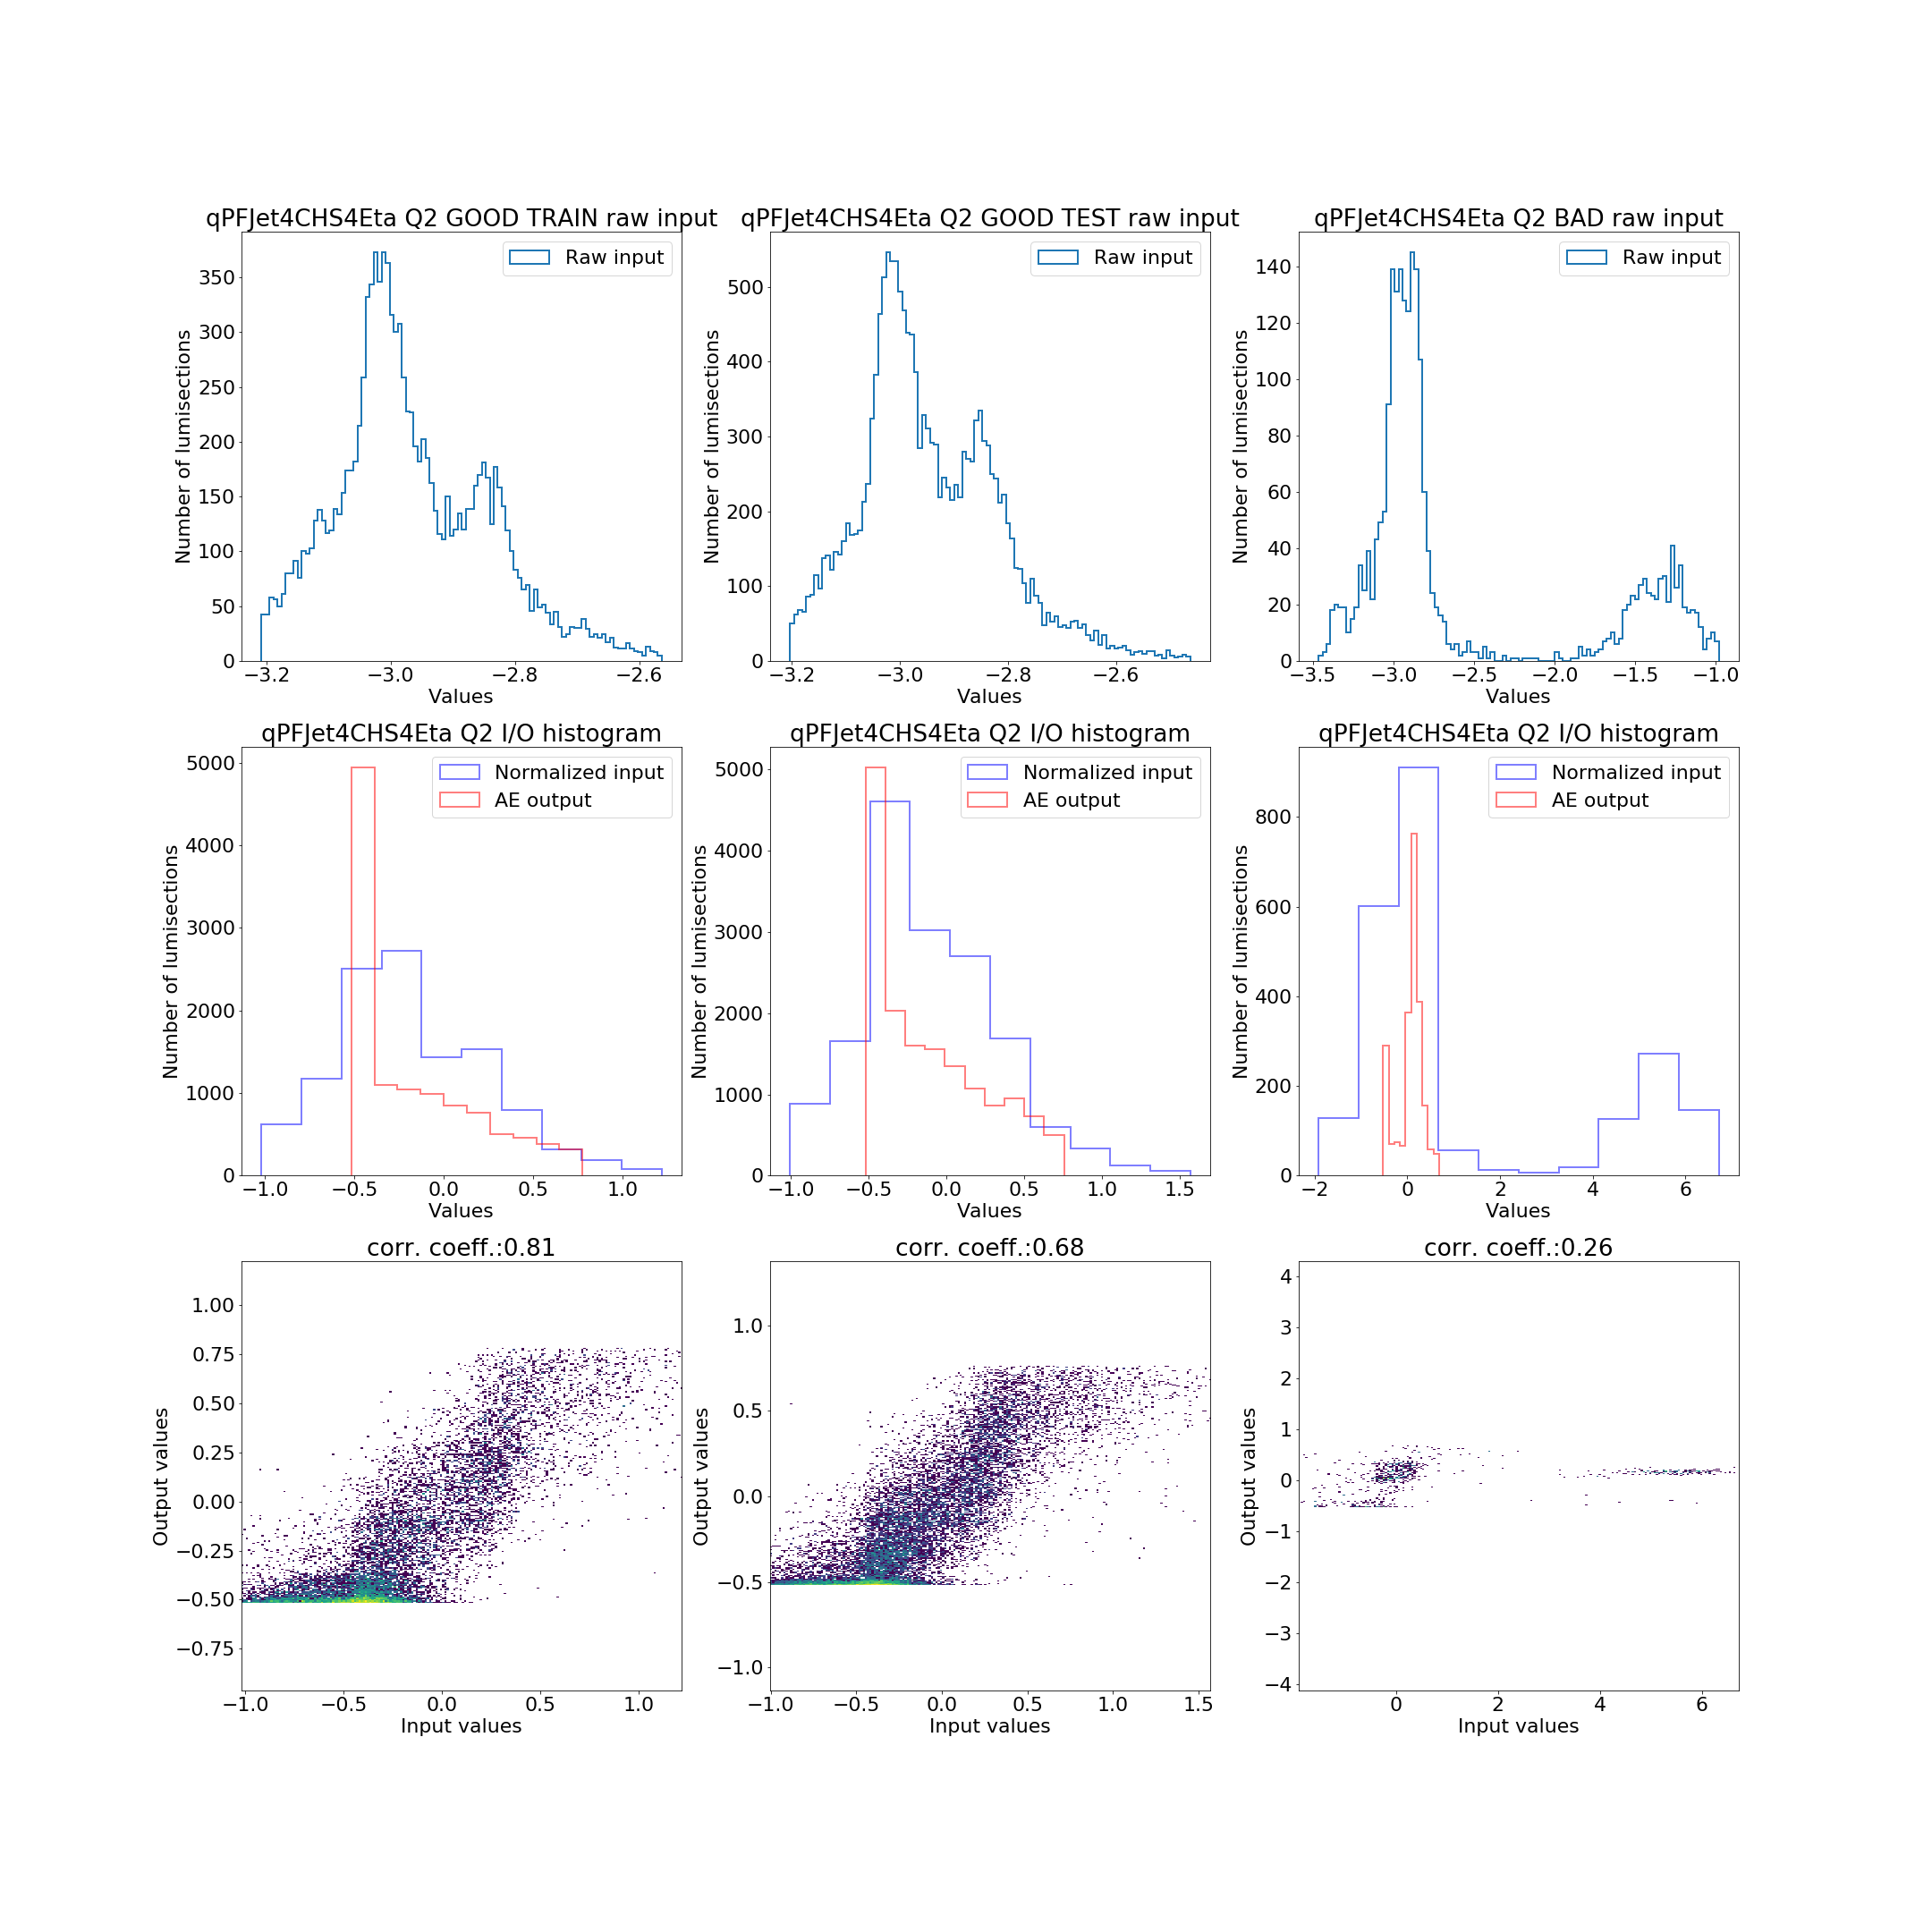 qPFJet4CHS4Eta Q2 GOOD TRAIN raw input
Raw input
350
300
250
200
150
100
50
0
Number of lumisections
−3.2 −3.0 −2.8 −2.6
Values
qPFJet4CHS4Eta Q2 GOOD TEST raw input
Raw input
500
400
300
200
100
0
Number of lumisections
−3.2 −3.0 −2.8 −2.6
Values
qPFJet4CHS4Eta Q2 BAD raw input
Raw input
140
120
100
80
60
40
20
0
Number of lumisections
−3.5 −3.0 −2.5 −2.0 −1.5 −1.0
Values
qPFJet4CHS4Eta Q2 I/O histogram
Normalized input
AE output
5000
4000
3000
2000
1000
0
Number of lumisections
−1.0 −0.5 0.0 0.5 1.0
Values
qPFJet4CHS4Eta Q2 I/O histogram
Normalized input
AE output
5000
4000
3000
2000
1000
0
Number of lumisections
−1.0 −0.5 0.0 0.5 1.0 1.5
Values
qPFJet4CHS4Eta Q2 I/O histogram
Normalized input
AE output
800
600
400
200
0
Number of lumisections
−2 0 2 4 6
Values
corr. coeff.:0.81
1.00
0.75
0.50
0.25
0.00
−0.25
−0.50
−0.75
Output values
−1.0 −0.5 0.0 0.5 1.0
Input values
corr. coeff.:0.68
1.0
0.5
0.0
−0.5
−1.0
Output values
−1.0 −0.5 0.0 0.5 1.0 1.5
Input values
corr. coeff.:0.26
4
3
2
1
0
−1
−2
−3
−4
Output values
0 2 4 6
Input values